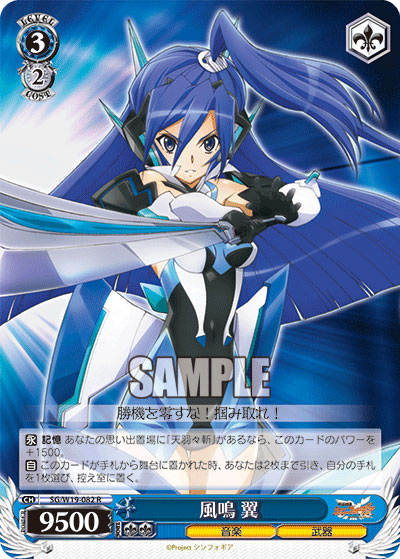 LEVEL
3
2
COST
SAMPLE
勝機を零すな!掴み取れ!
永 記憶 あなたの思い出置場に「天羽々斬」があるなら、このカードのパワーを
+1500。
自 このカードが手札から舞台に置かれた時、あなたは2枚まで引き、自分の手札
を1枚選び、控え室に置く。
CH SG/W19-082 R
9500
風鳴 翼
音楽
武器
©Project シンフォギア